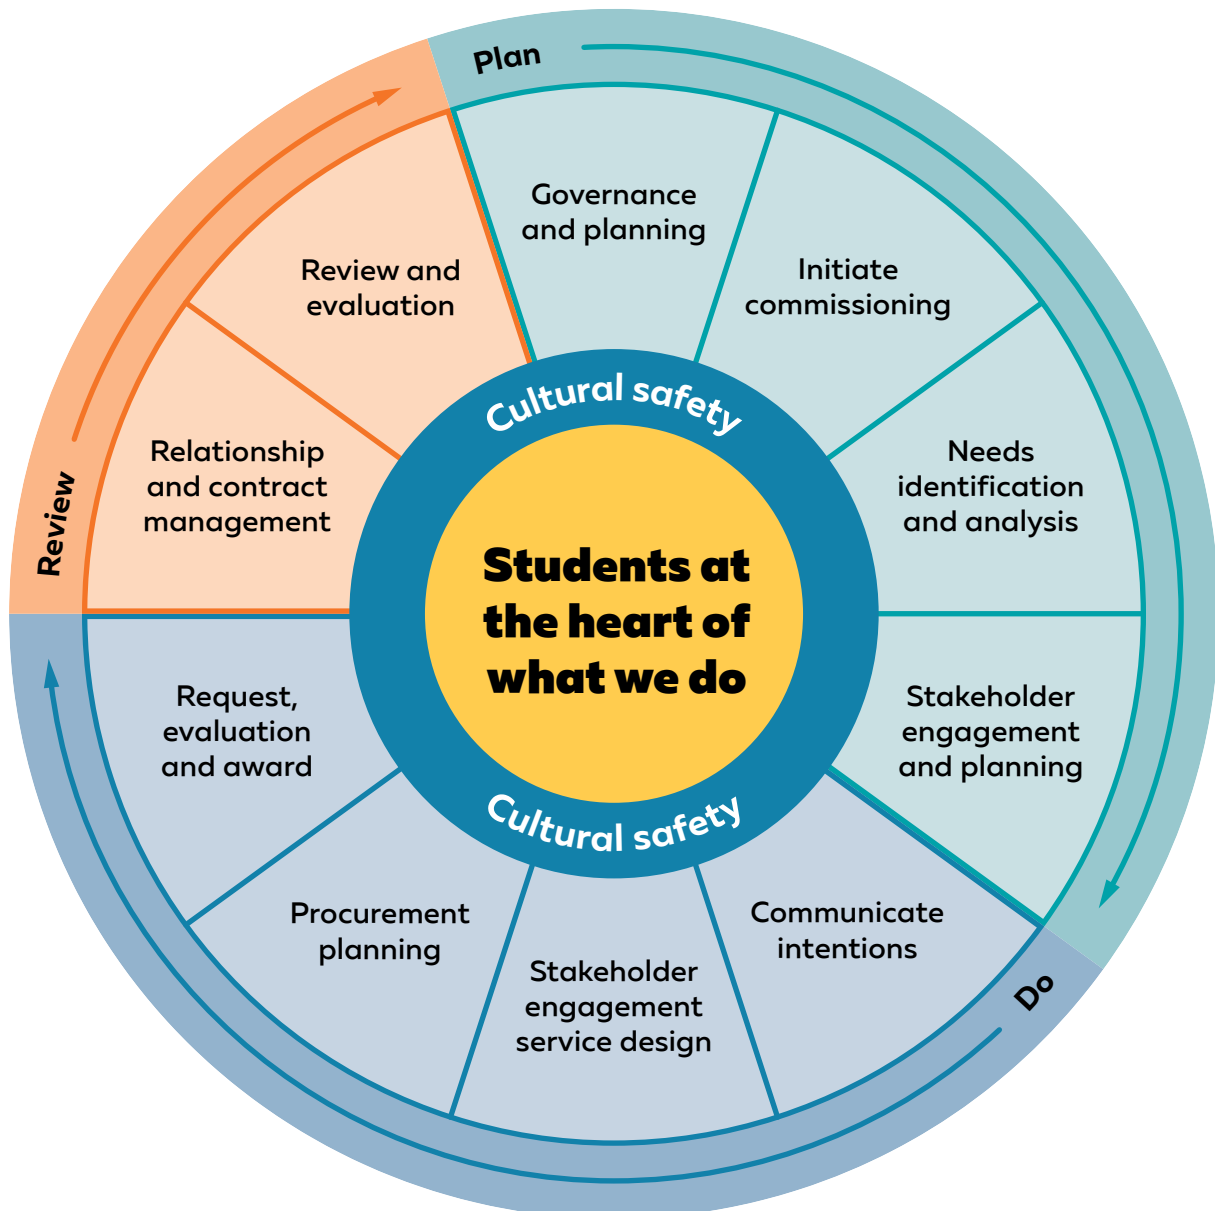 Plan
Governance
and planning
Initiate
commissioning
Needs
identification
and analysis
Stakeholder
engagement
and planning
Do
Communicate
intentions
Stakeholder
engagement
service design
Procurement
planning
Request,
evaluation
and award
Review
Relationship
and contract
management
Review and
evaluation
Cultural safety
Students at
the heart of
what we do
Cultural safety